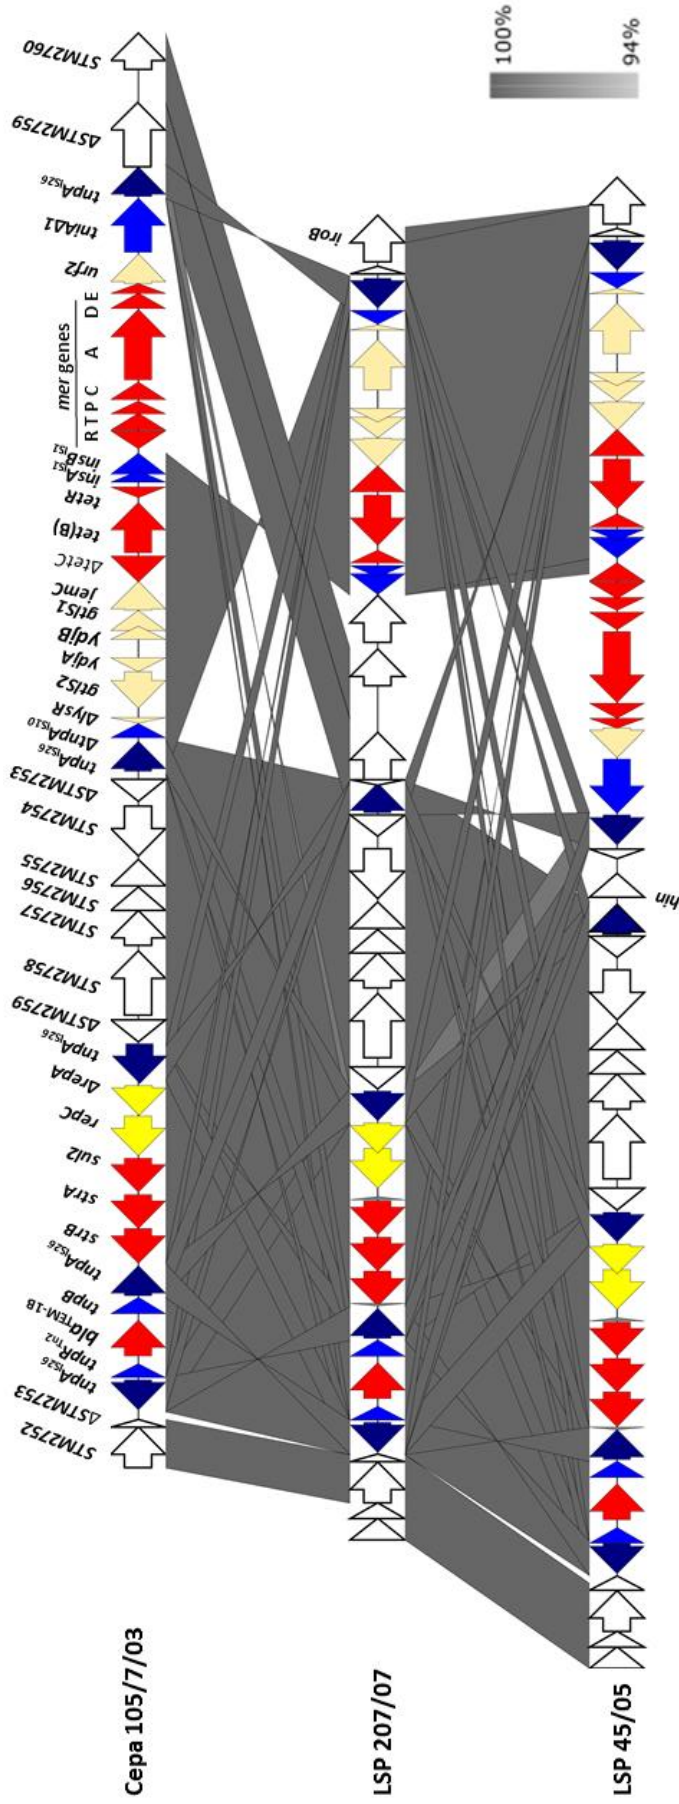 Cepa 105/7/03
STM2752
ΔSTM2753
tnpA_IS26
tnpR_Tn2
bla_TEM-1B
tnpB
tnpA_IS26
strB
strA
sul2
repC
ΔrepA
tnpA_IS26
ΔSTM2759
STM2758
STM2757
STM2756
STM2755
STM2754
ΔSTM2753
tnpA_IS26
ΔtnpA_IS10
ΔlysR
gtlS2
ydjA
ydjB
gtlS1
jemC
ΔtetC
tet(B)
tetR
insA_IS1
insB_IS1
mer genes
R T P C A D E
urf2
tniAΔ1
tnpA_IS26
ΔSTM2759
STM2760
LSP 207/07
iroB
LSP 45/05
hin
100%
94%